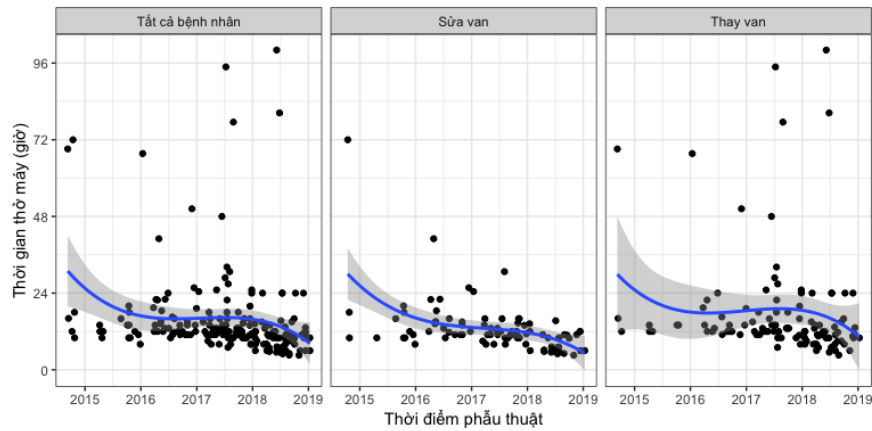 Tất cả bệnh nhân
Sửa van
Thay van
Thời gian thở máy (giờ)
96
72
48
24
0
2015 2016 2017 2018 2019
2015 2016 2017 2018 2019
2015 2016 2017 2018 2019
Thời điểm phẫu thuật